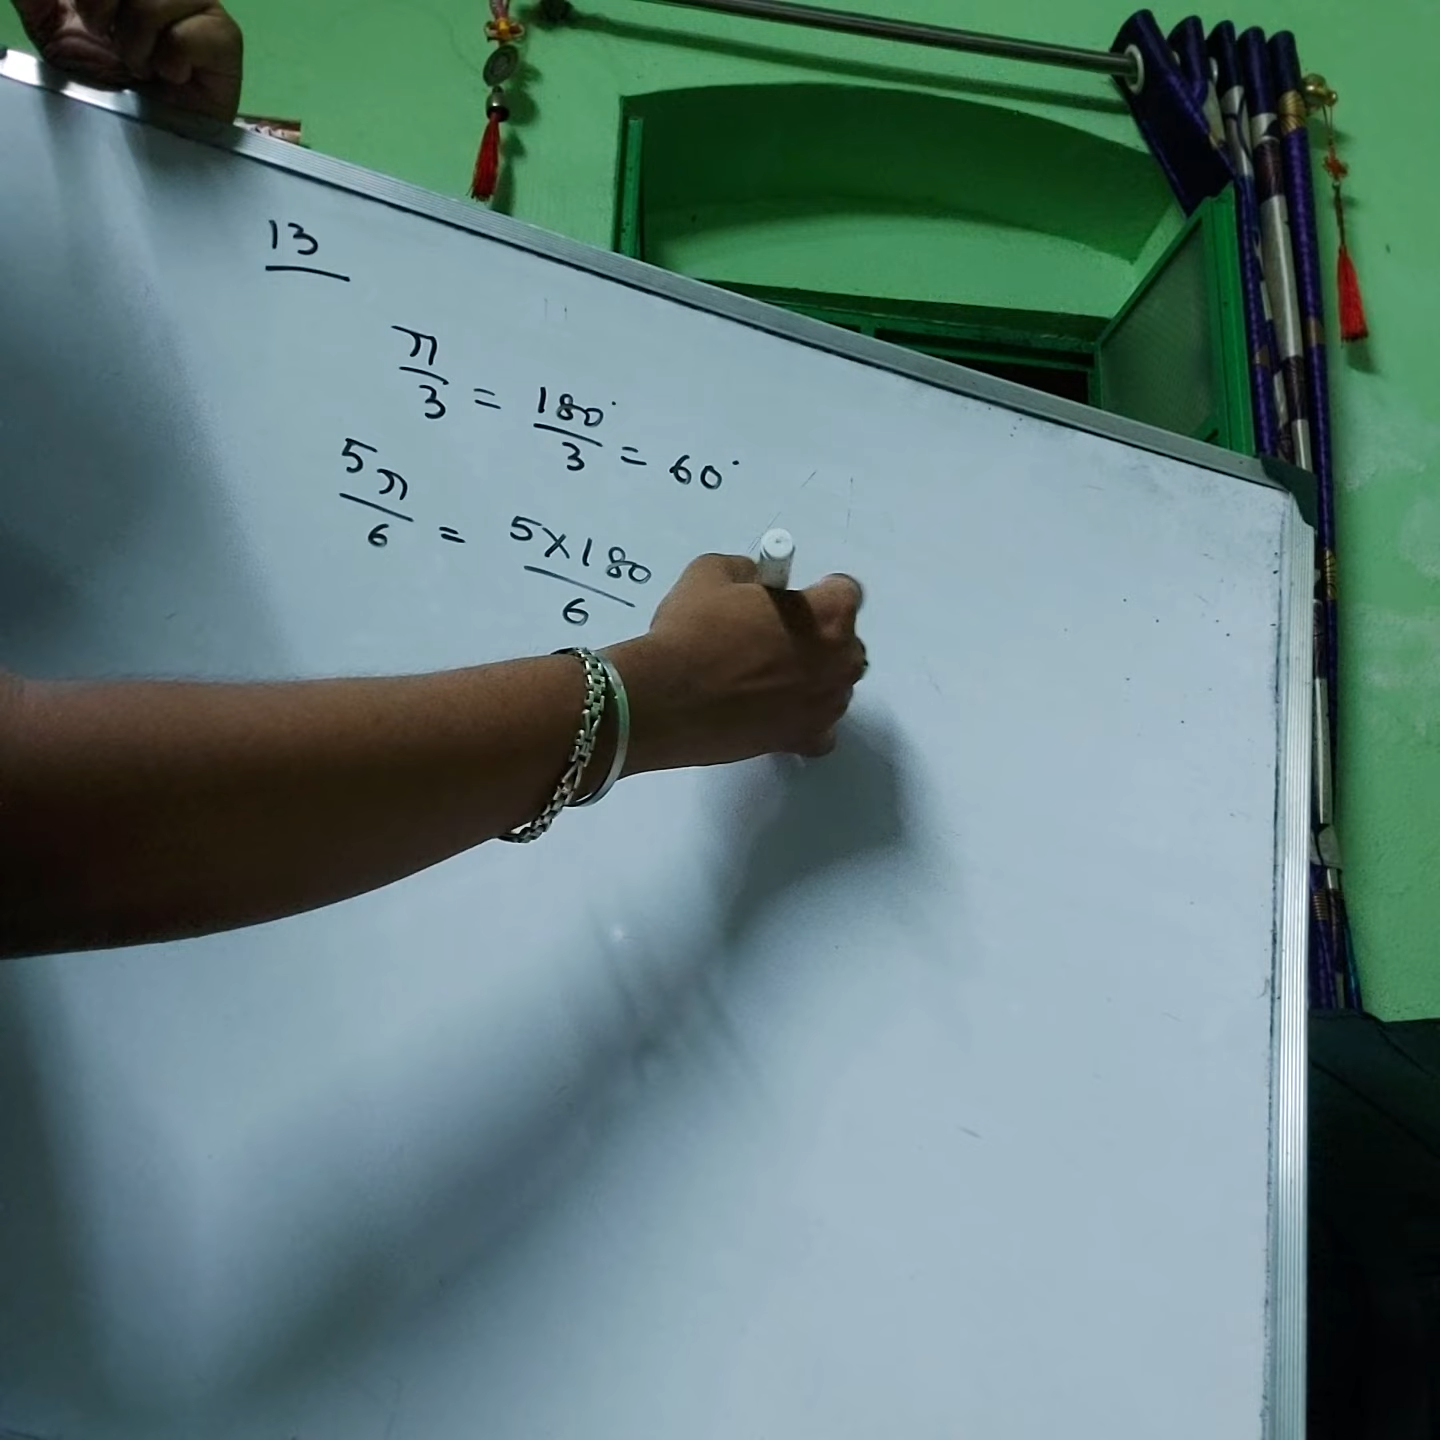 13
π/3 = 180°/3 = 60°
5π/6 = 5×180/6